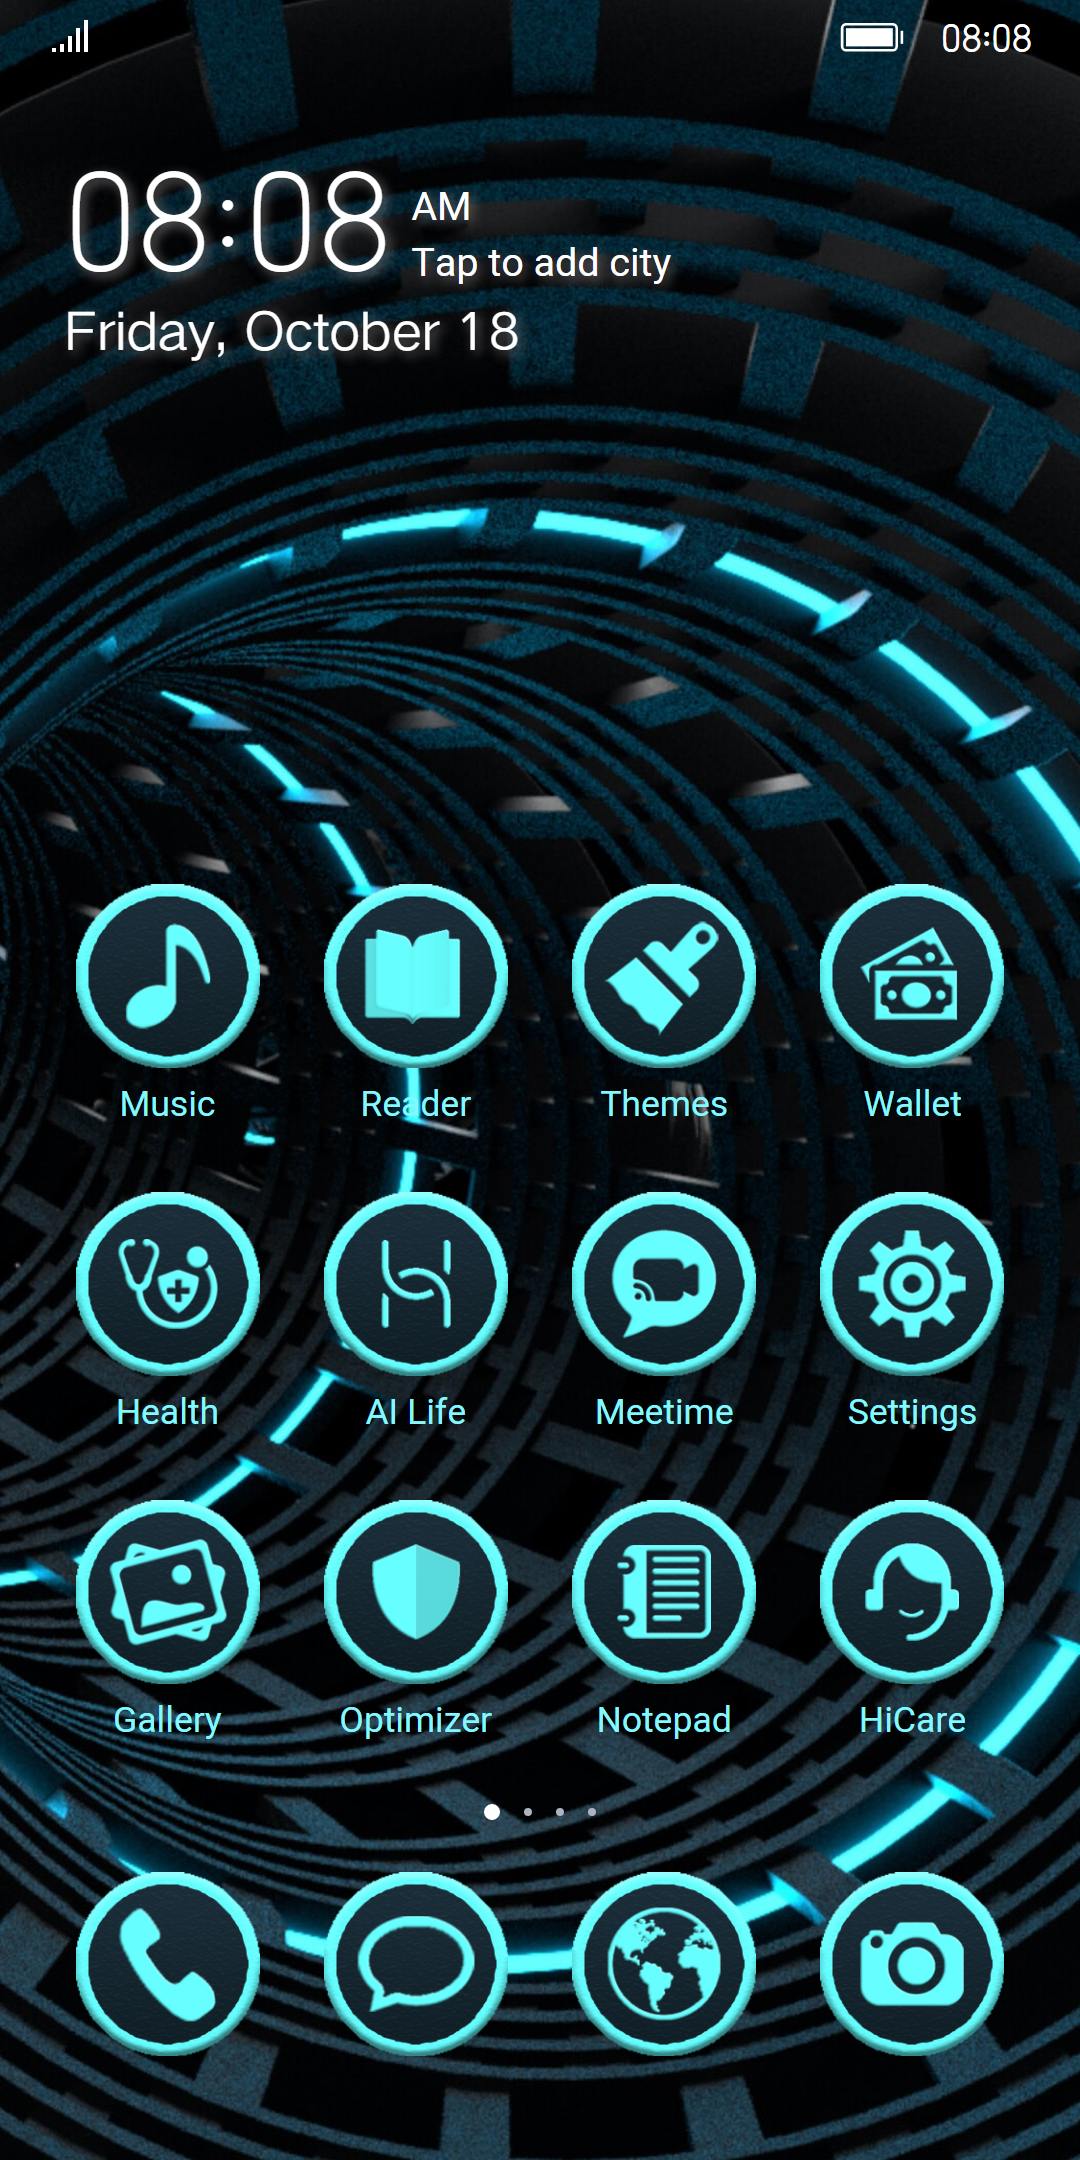 08:08
08:08 AM
Tap to add city
Friday, October 18
Music Reader Themes Wallet
Health AI Life Meetime Settings
Gallery Optimizer Notepad HiCare